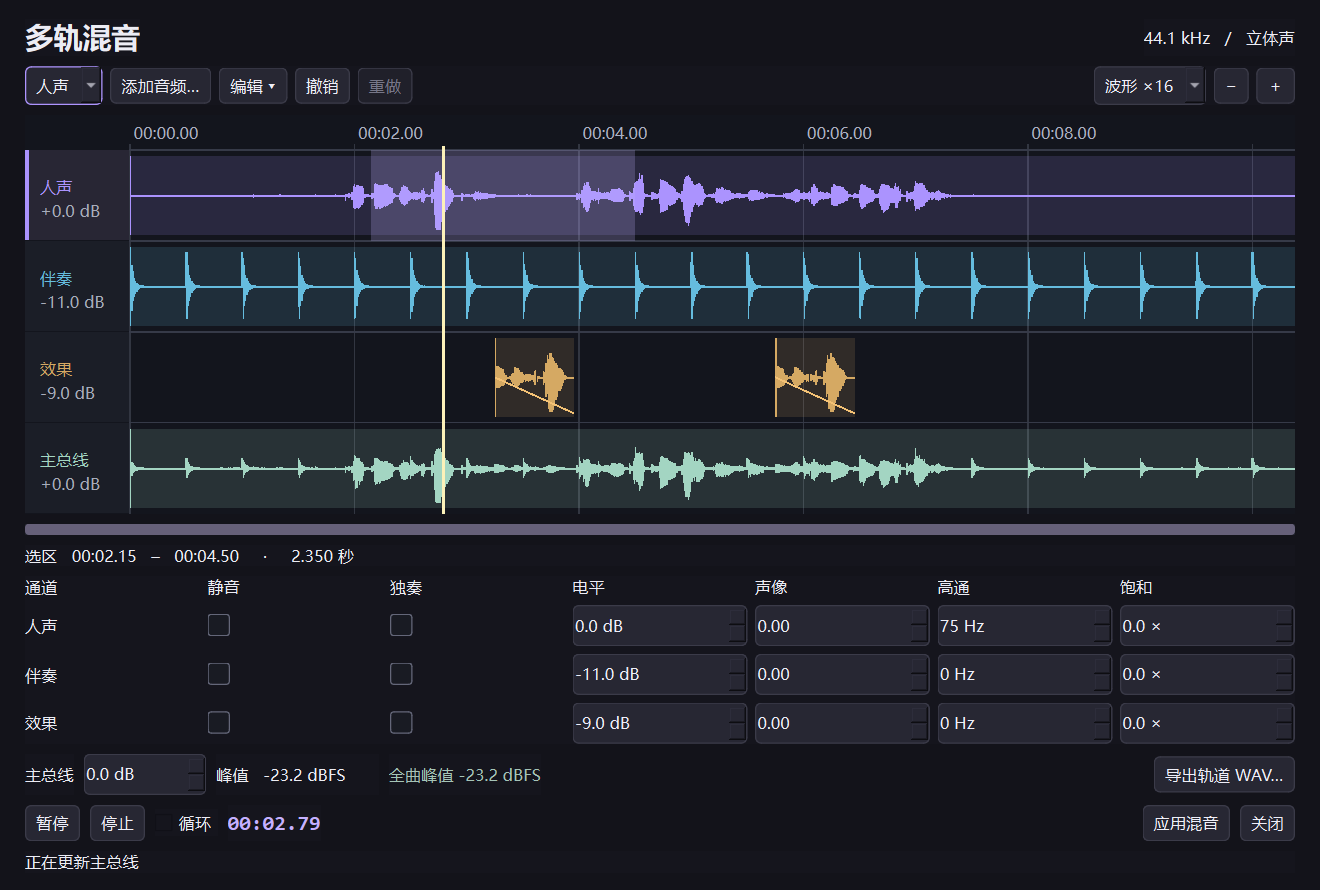 多轨混音
44.1 kHz / 立体声
人声 添加音频... 编辑 ▾ 撤销 重做 波形 ×16 − +
00:00.00 00:02.00 00:04.00 00:06.00 00:08.00
人声
+0.0 dB
伴奏
-11.0 dB
效果
-9.0 dB
主总线
+0.0 dB
选区 00:02.15 – 00:04.50 · 2.350 秒
通道 静音 独奏 电平 声像 高通 饱和
人声 0.0 dB 0.00 75 Hz 0.0 ×
伴奏 -11.0 dB 0.00 0 Hz 0.0 ×
效果 -9.0 dB 0.00 0 Hz 0.0 ×
主总线 0.0 dB 峰值 -23.2 dBFS 全曲峰值 -23.2 dBFS 导出轨道 WAV...
暂停 停止 循环 00:02.79 应用混音 关闭
正在更新主总线